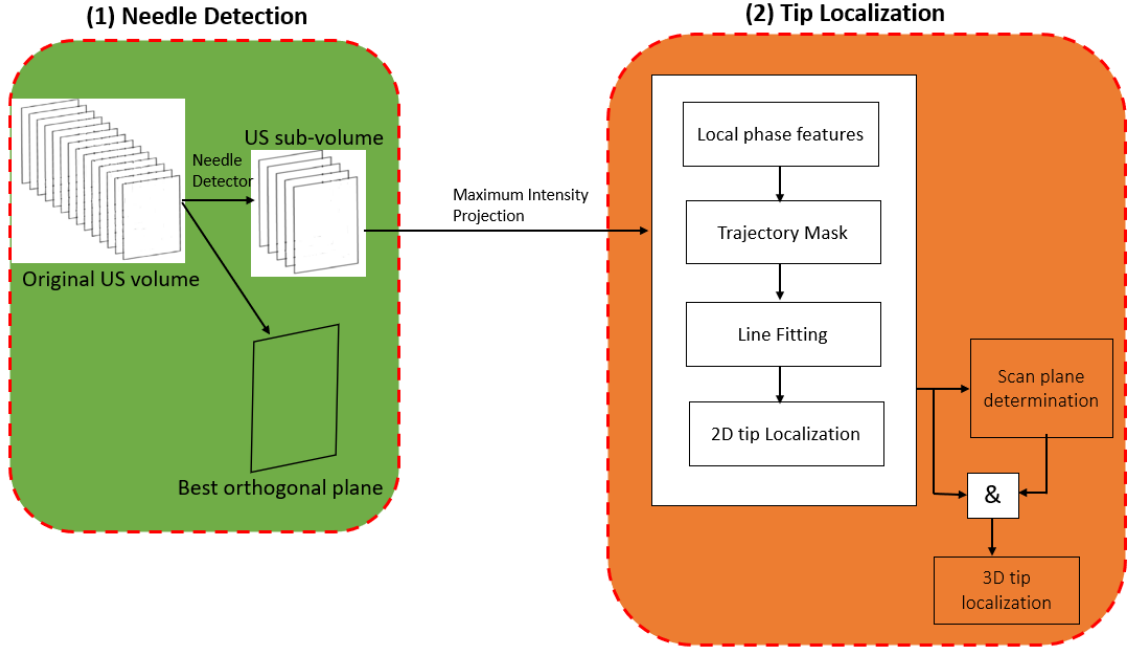 (1) Needle Detection
US sub-volume
Needle
Detector
Original US volume
Best orthogonal plane
Maximum Intensity
Projection
(2) Tip Localization
Local phase features
Trajectory Mask
Line Fitting
2D tip Localization
Scan plane
determination
&
3D tip
localization